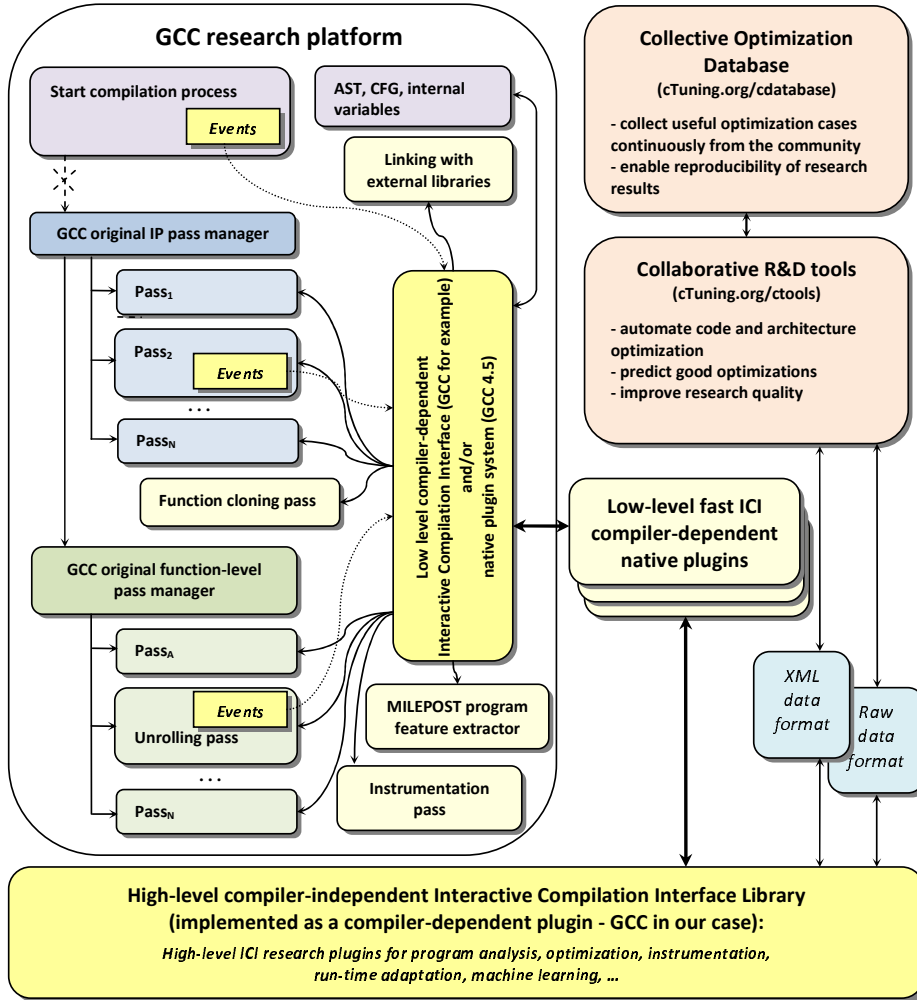 GCC research platform
Start compilation process
Events
AST, CFG, internal
variables
Linking with
external libraries
GCC original IP pass manager
Pass1
Pass2
Events
...
PassN
Function cloning pass
GCC original function-level
pass manager
PassA
Events
Unrolling pass
...
PassN
Low level compiler-dependent
Interactive Compilation Interface (GCC for example)
and/or
native plugin system (GCC 4.5)
MILEPOST program
feature extractor
Instrumentation
pass
Collective Optimization
Database
(cTuning.org/cdatabase)
- collect useful optimization cases
continuously from the community
- enable reproducibility of research
results
Collaborative R&D tools
(cTuning.org/ctools)
- automate code and architecture
optimization
- predict good optimizations
- improve research quality
Low-level fast ICI
compiler-dependent
native plugins
XML
data
format
Raw
data
format
High-level compiler-independent Interactive Compilation Interface Library
(implemented as a compiler-dependent plugin - GCC in our case):
High-level ICI research plugins for program analysis, optimization, instrumentation,
run-time adaptation, machine learning, ...